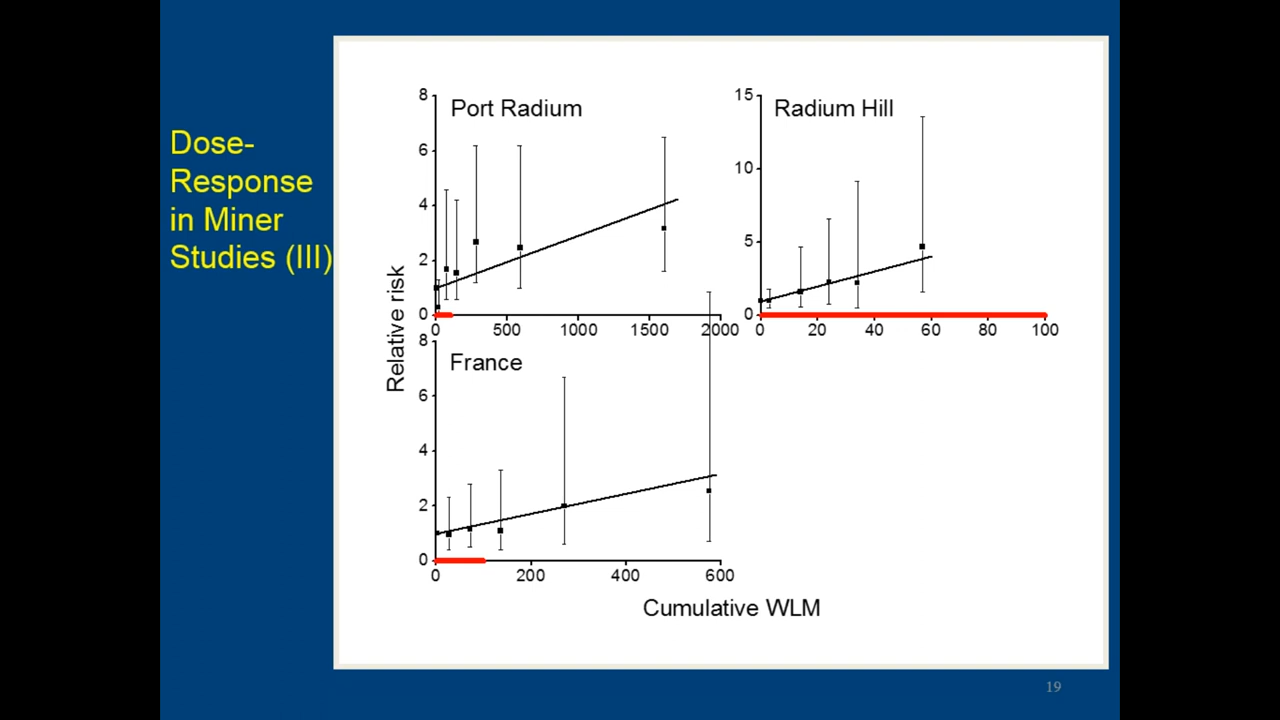 Dose-
Response
in Miner
Studies (III)
Port Radium
8
6
4
2
0
0 500 1000 1500 2000
Radium Hill
15
10
5
0
0 20 40 60 80 100
Relative risk
France
8
6
4
2
0
0 200 400 600
Cumulative WLM
19